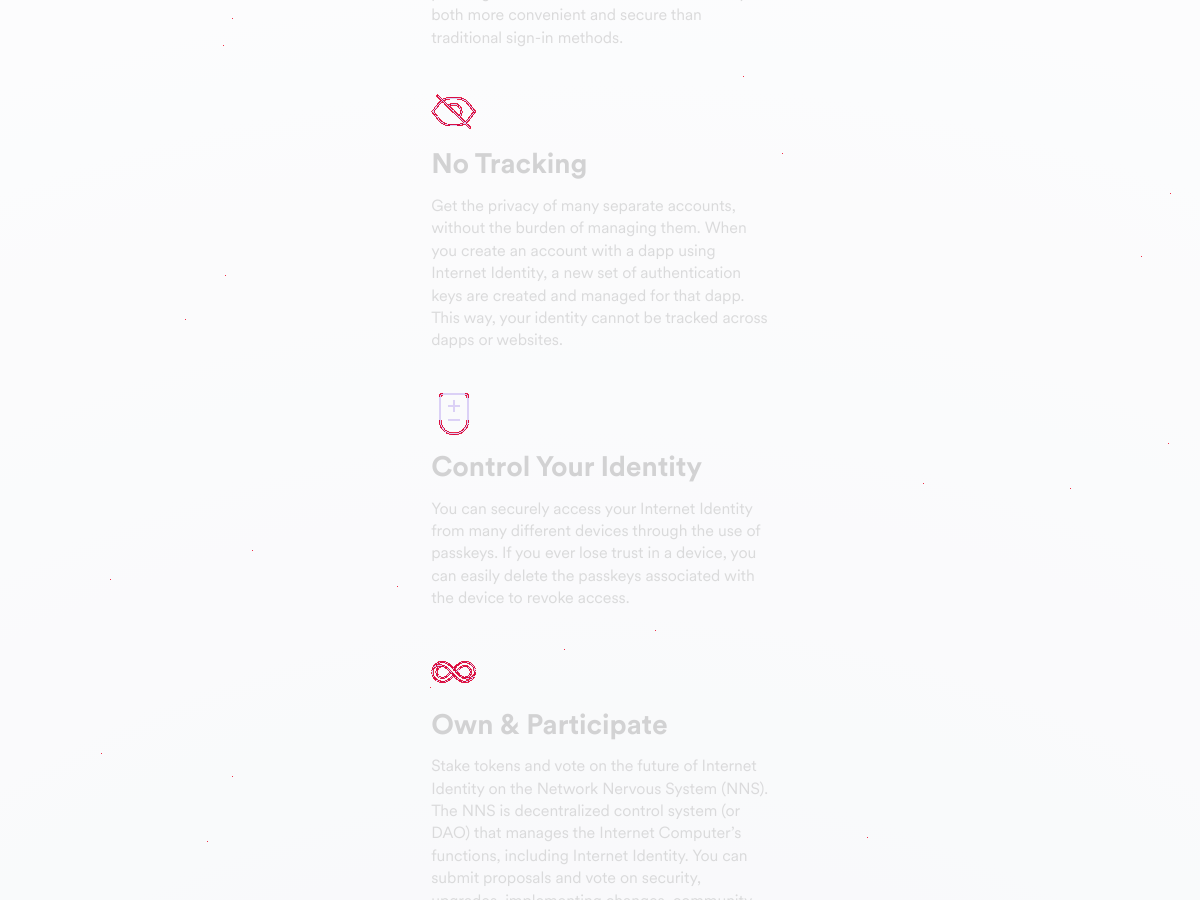 both more convenient and secure than
traditional sign-in methods.
No Tracking
Get the privacy of many separate accounts,
without the burden of managing them. When
you create an account with a dapp using
Internet Identity, a new set of authentication
keys are created and managed for that dapp.
This way, your identity cannot be tracked across
dapps or websites.
Control Your Identity
You can securely access your Internet Identity
from many different devices through the use of
passkeys. If you ever lose trust in a device, you
can easily delete the passkeys associated with
the device to revoke access.
Own & Participate
Stake tokens and vote on the future of Internet
Identity on the Network Nervous System (NNS).
The NNS is decentralized control system (or
DAO) that manages the Internet Computer's
functions, including Internet Identity. You can
submit proposals and vote on security,
upgrades, implementing changes, community